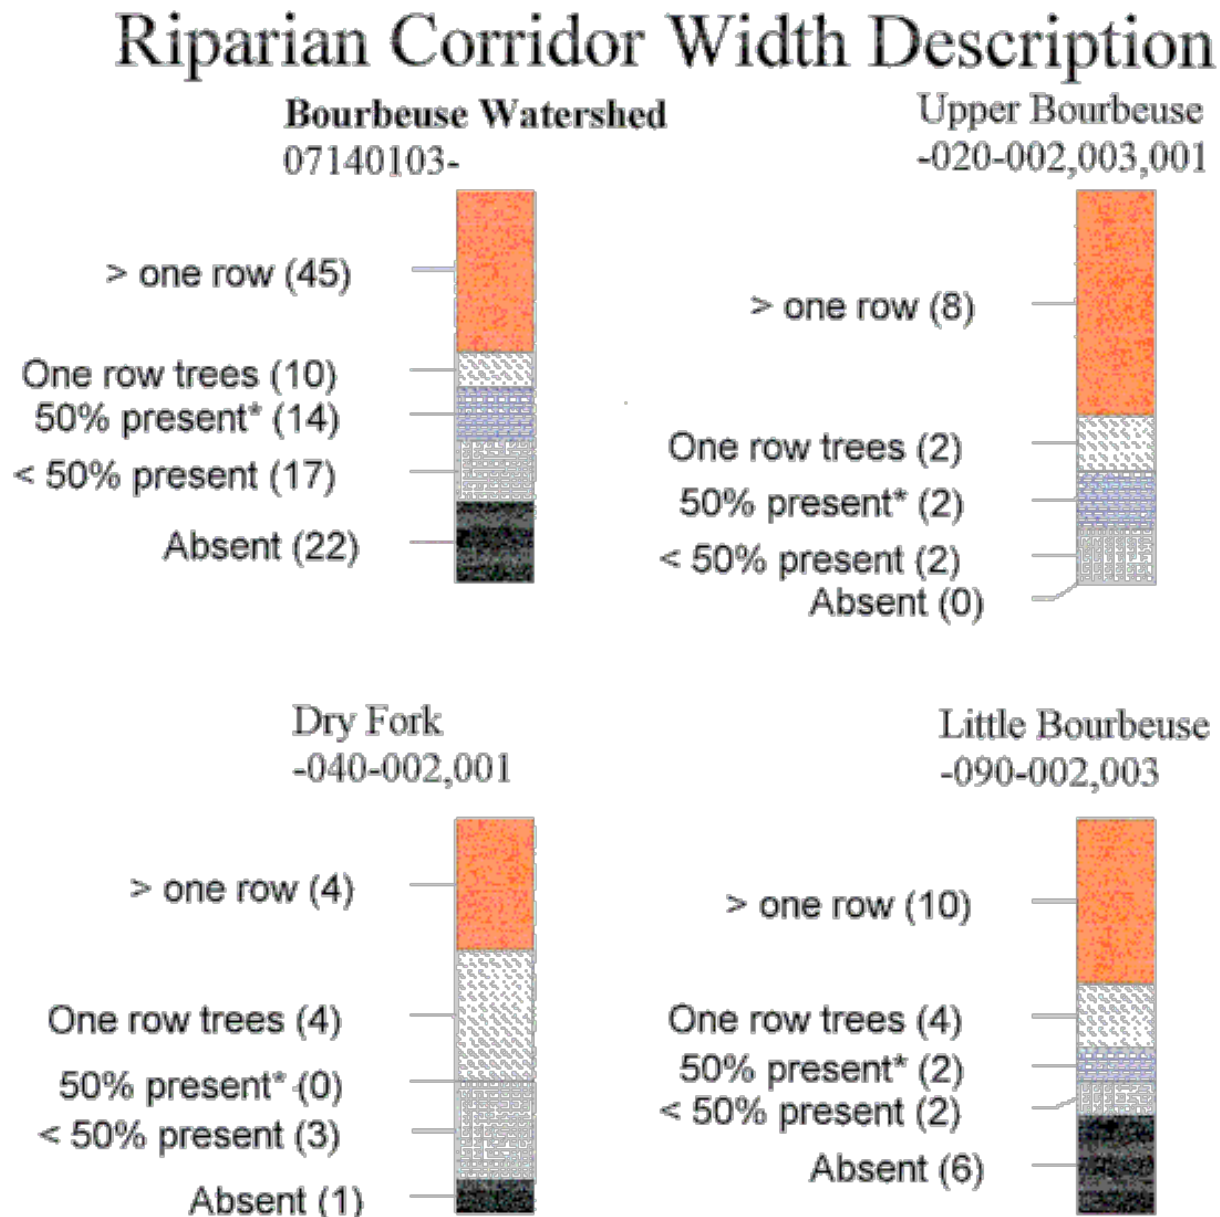 Riparian Corridor Width Description
Bourbeuse Watershed
07140103-
> one row (45)
One row trees (10)
50% present* (14)
< 50% present (17)
Absent (22)
Upper Bourbeuse
-020-002,003,001
> one row (8)
One row trees (2)
50% present* (2)
< 50% present (2)
Absent (0)
Dry Fork
-040-002,001
> one row (4)
One row trees (4)
50% present* (0)
< 50% present (3)
Absent (1)
Little Bourbeuse
-090-002,003
> one row (10)
One row trees (4)
50% present* (2)
< 50% present (2)
Absent (6)